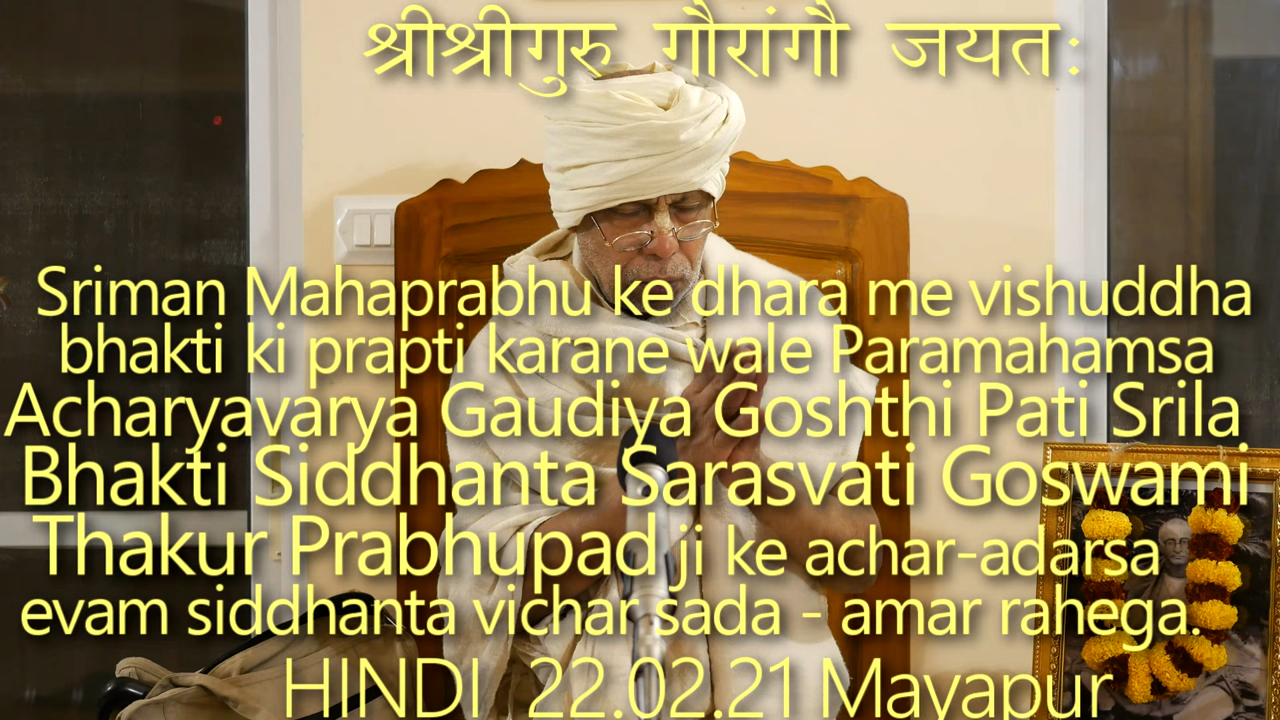 श्रीश्रीगुरु गौरांगौ जयतः
Sriman Mahaprabhu ke dhara me vishuddha
bhakti ki prapti karane wale Paramahamsa
Acharyavarya Gaudiya Goshthi Pati Srila
Bhakti Siddhanta Sarasvati Goswami
Thakur Prabhupad ji ke achar-adarsa
evam siddhanta vichar sada - amar rahega.
HINDI 22.02.21 Mayapur